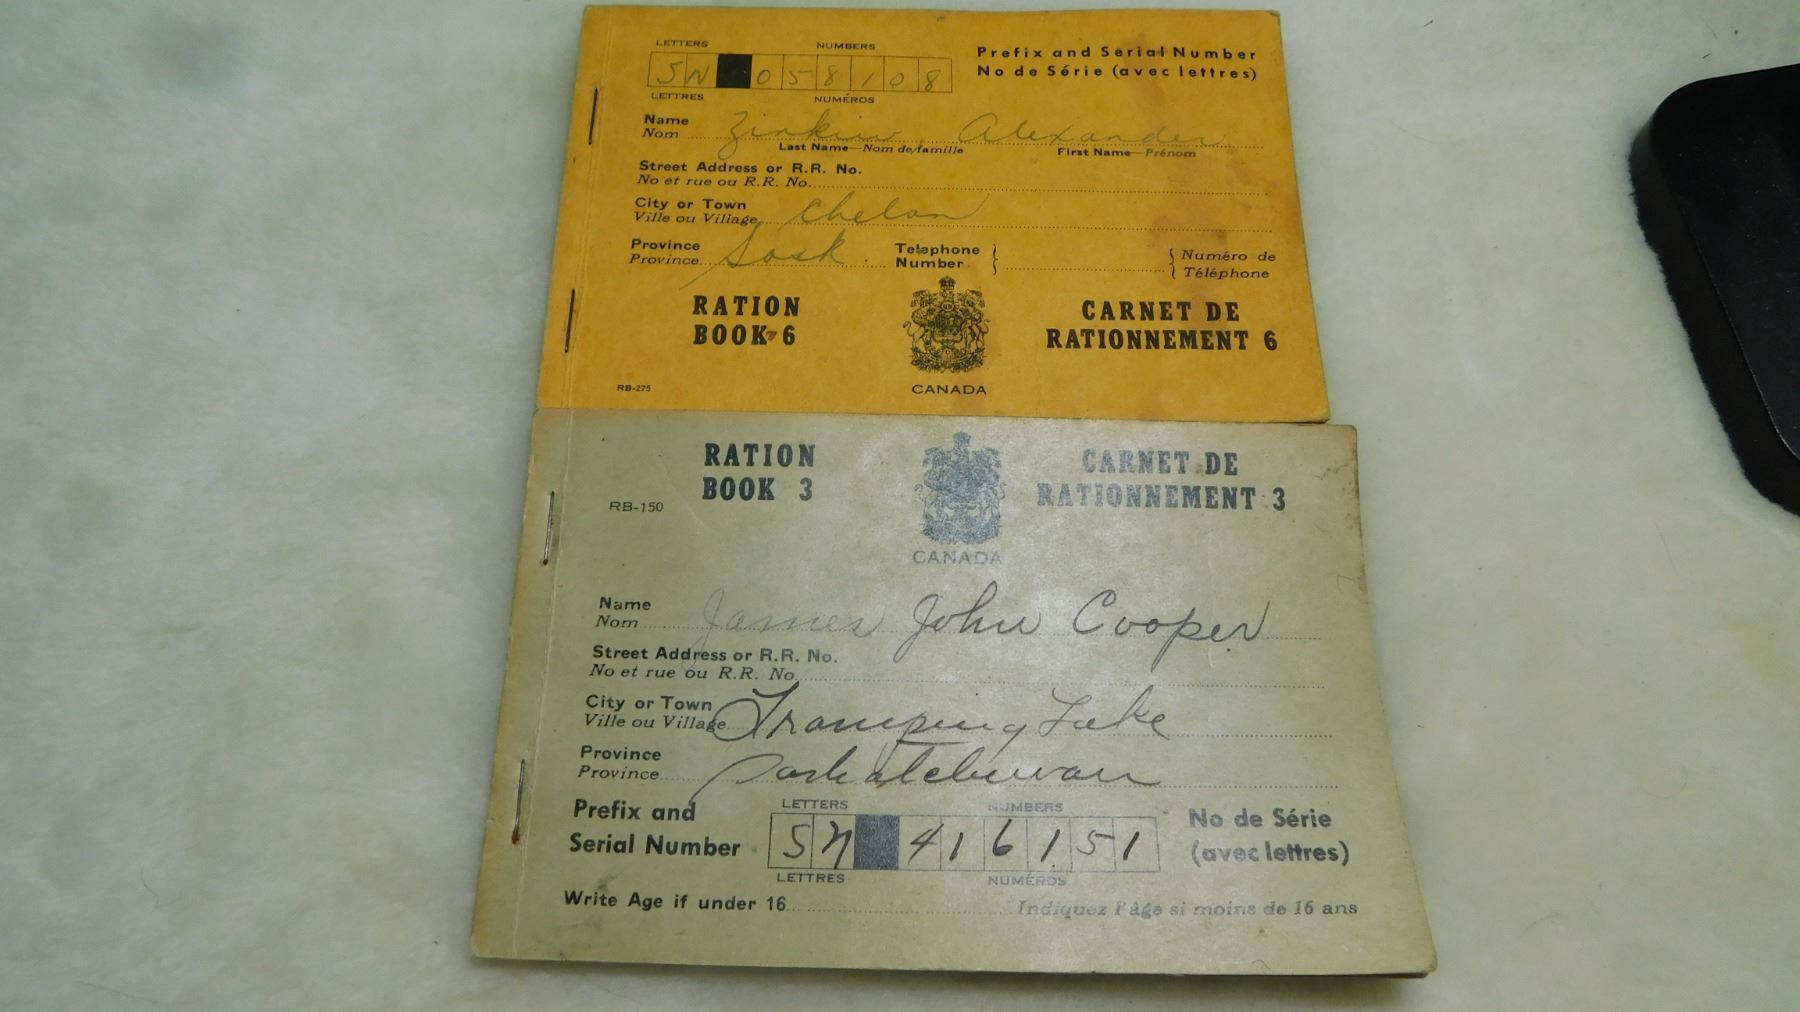 LETTERS NUMBERS
SN 058108
LETTRES NUMÉROS
Prefix and Serial Number
No de Série (avec lettres)
Name
Nom Zinkiw, Alexander
Last Name—Nom de famille First Name—Prénom
Street Address or R.R. No.
No et rue ou R.R. No.
City or Town
Ville ou Village Chelan
Province
Province Sask.
Telephone
Number
Numéro de
Téléphone
RATION
BOOK 6
CARNET DE
RATIONNEMENT 6
RB-275
CANADA
RATION
BOOK 3
CARNET DE
RATIONNEMENT 3
RB-150
CANADA
Name
Nom James John Cooper
Street Address or R.R. No.
No et rue ou R.R. No.
City or Town
Ville ou Village Tramping Lake
Province
Province Saskatchewan
Prefix and
Serial Number
LETTERS NUMBERS
SN 416151
LETTRES NUMÉROS
No de Série
(avec lettres)
Write Age if under 16 Indiquez l'âge si moins de 16 ans